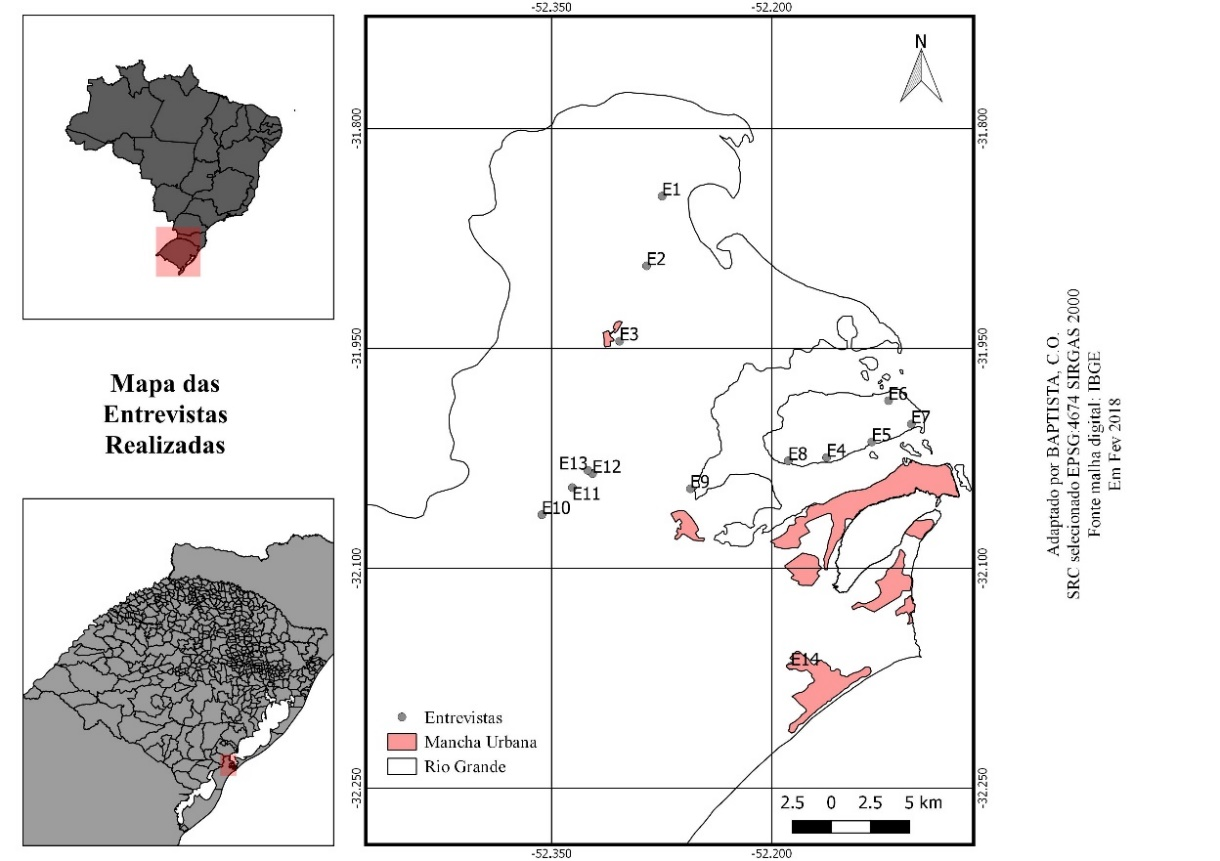 Mapa das
Entrevistas
Realizadas
-52.350
-52.200
N
-31.800
-31.800
E1
E2
E3
-31.950
-31.950
E6
E7
E5
E4
E8
E13
E12
E9
E11
E10
-32.100
-32.100
E14
Entrevistas
Mancha Urbana
Rio Grande
-32.250
-32.250
2.5 0 2.5 5 km
-52.350
-52.200
Adaptado por BAPTISTA, C.O.
SRC selecionado EPSG:4674 SIRGAS 2000
Fonte malha digital: IBGE
Em Fev 2018